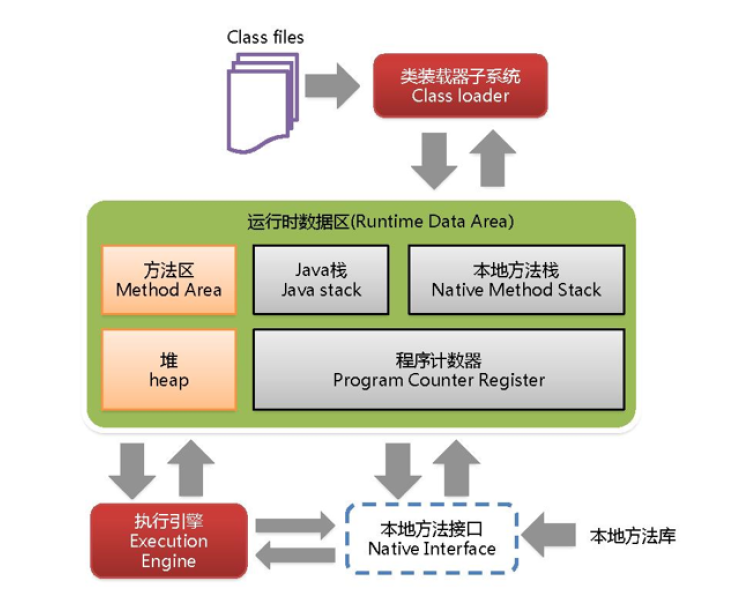 Class files
类装载器子系统
Class loader
运行时数据区(Runtime Data Area)
方法区
Method Area
Java栈
Java stack
本地方法栈
Native Method Stack
堆
heap
程序计数器
Program Counter Register
执行引擎
Execution
Engine
本地方法接口
Native Interface
本地方法库